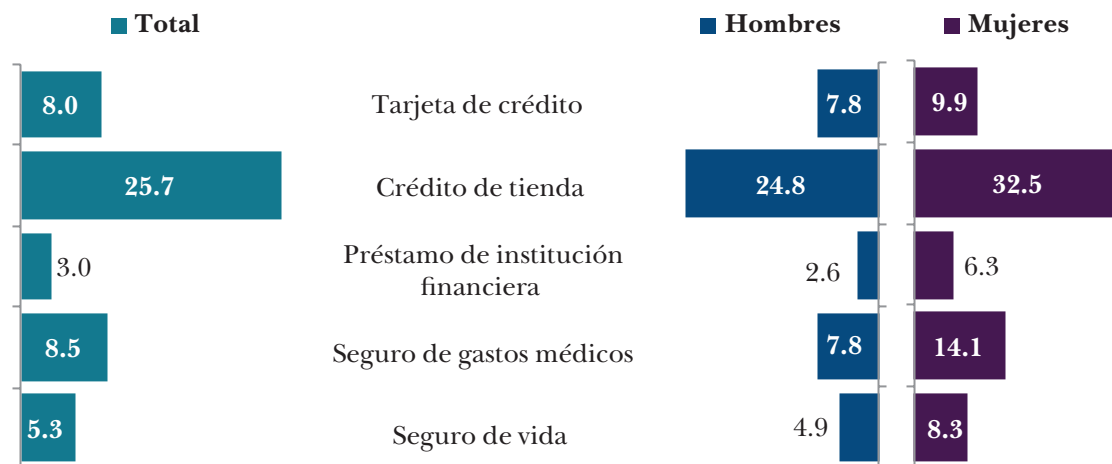 Total Hombres Mujeres
8.0 Tarjeta de crédito 7.8 9.9
25.7 Crédito de tienda 24.8 32.5
Préstamo de institución
3.0 financiera 2.6 6.3
8.5 Seguro de gastos médicos 7.8 14.1
5.3 Seguro de vida 4.9 8.3